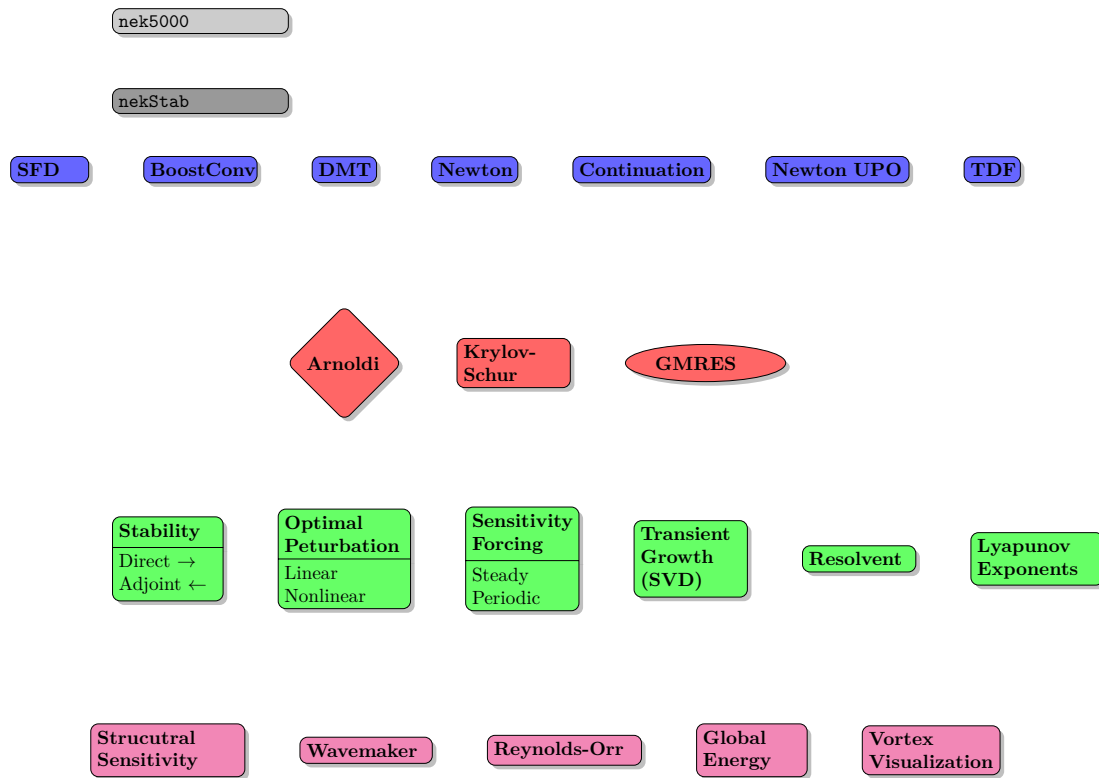 nek5000
nekStab
SFD
BoostConv
DMT
Newton
Continuation
Newton UPO
TDF
Arnoldi
Krylov-
Schur
GMRES
Stability
Direct →
Adjoint ←
Optimal
Peturbation
Linear
Nonlinear
Sensitivity
Forcing
Steady
Periodic
Transient
Growth
(SVD)
Resolvent
Lyapunov
Exponents
Strucutral
Sensitivity
Wavemaker
Reynolds-Orr
Global
Energy
Vortex
Visualization